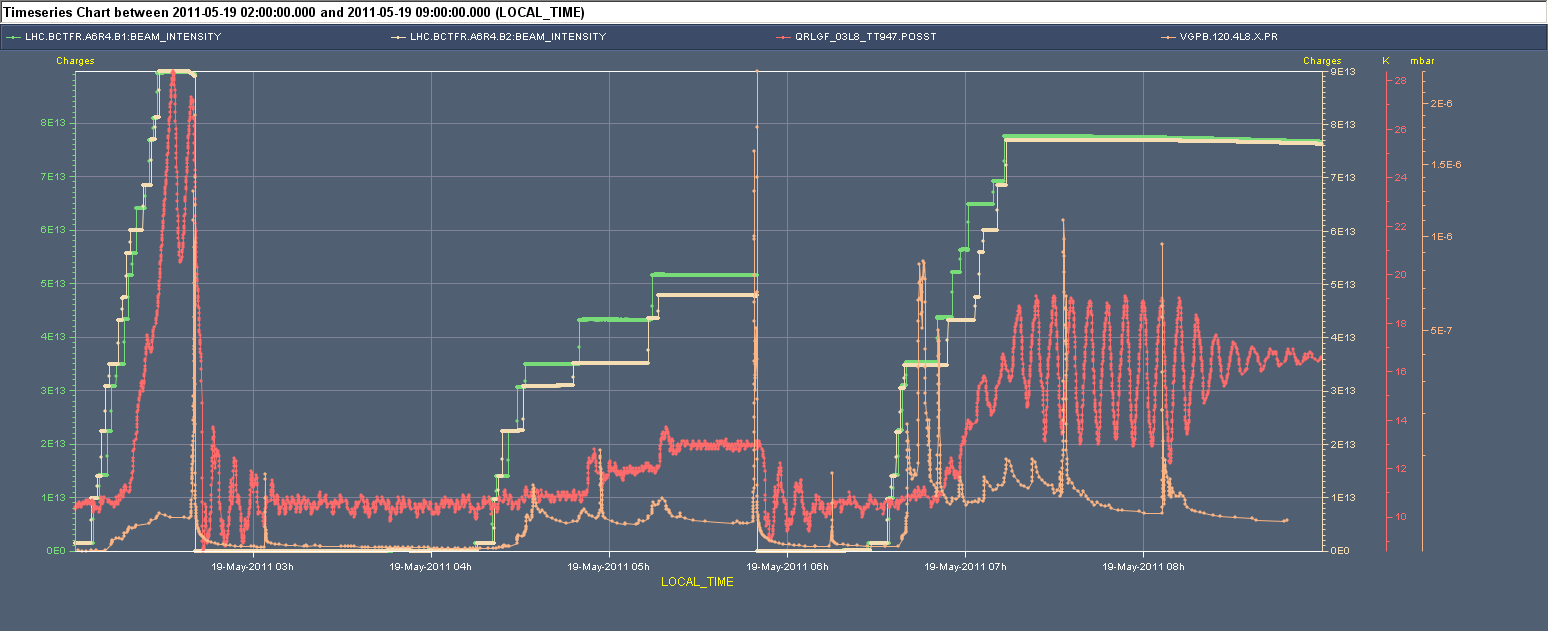 Timeseries Chart between 2011-05-19 02:00:00.000 and 2011-05-19 09:00:00.000 (LOCAL_TIME)
LHC.BCTFR.A6R4.B1:BEAM_INTENSITY LHC.BCTFR.A6R4.B2:BEAM_INTENSITY QRLGF_03L8_TT947.POSST VGPB.120.4L8.X.PR
Charges Charges K mbar
9E13
28
2E-6
8E13 8E13 26
1.5E-6
7E13 7E13 24
6E13 6E13 22 1E-6
5E13 5E13 20
4E13 4E13 18 5E-7
3E13 3E13 16
14
2E13 2E13
12
1E13 1E13
10
0E0 0E0
19-May-2011 03h 19-May-2011 04h 19-May-2011 05h 19-May-2011 06h 19-May-2011 07h 19-May-2011 08h
LOCAL_TIME